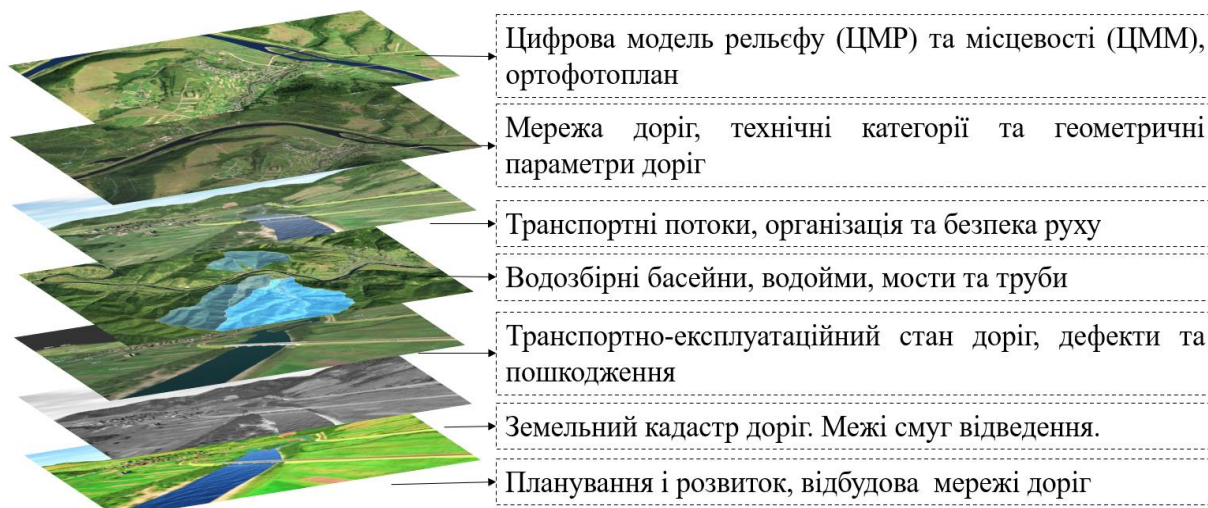 Цифрова модель рельєфу (ЦМР) та місцевості (ЦММ),
ортофотоплан
Мережа доріг, технічні категорії та геометричні
параметри доріг
Транспортні потоки, організація та безпека руху
Водозбірні басейни, водойми, мости та труби
Транспортно-експлуатаційний стан доріг, дефекти та
пошкодження
Земельний кадастр доріг. Межі смуг відведення.
Планування і розвиток, відбудова мережі доріг